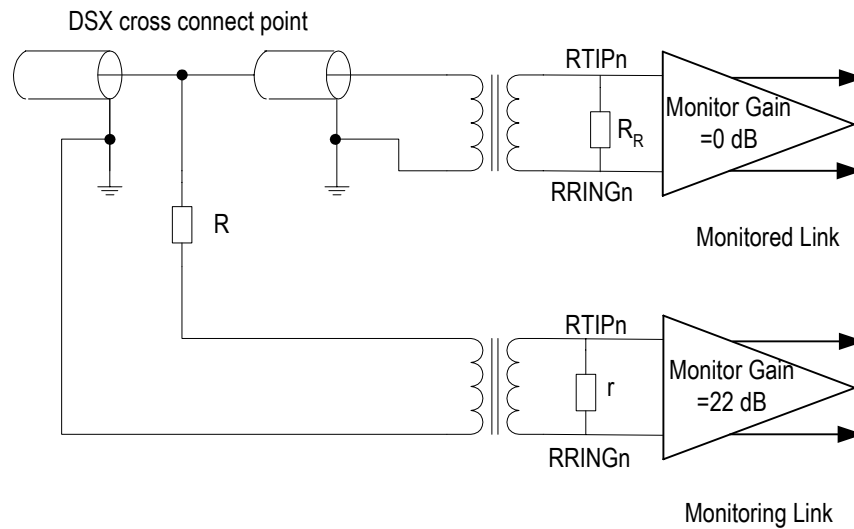 DSX cross connect point
RTIPn
Monitor Gain
=0 dB
RR
RRINGn
R
Monitored Link
RTIPn
Monitor Gain
=22 dB
r
RRINGn
Monitoring Link